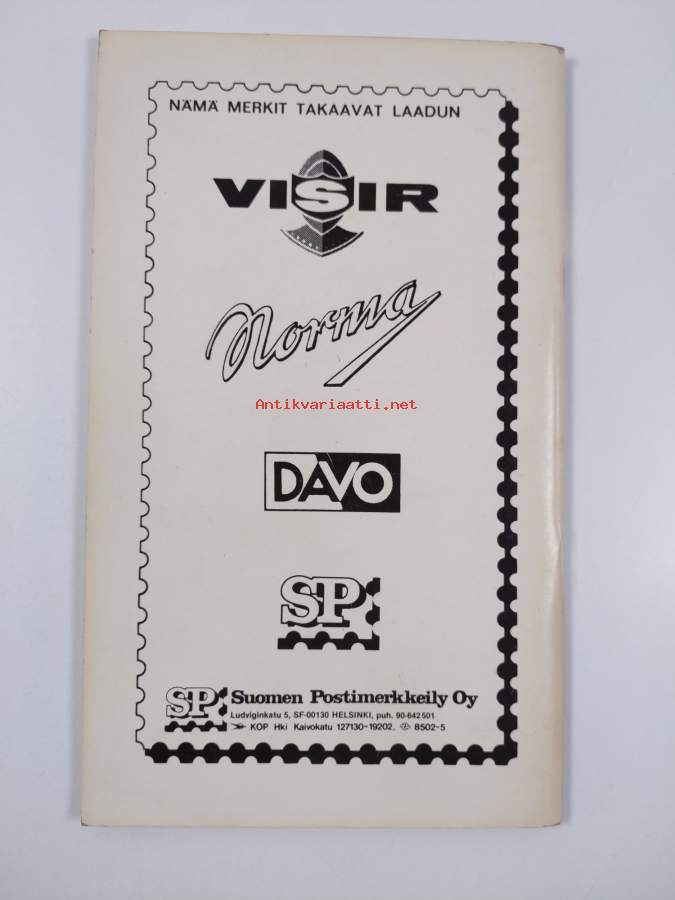 NÄMÄ MERKIT TAKAAVAT LAADUN
VISIR
Norma
Antikvariaatti.net
DAVO
SP
SP Suomen Postimerkkeily Oy
Ludviginkatu 5, SF-00130 HELSINKI, puh. 90-642501
KOP Hki Kaivokatu 127130-19202, 8502-5